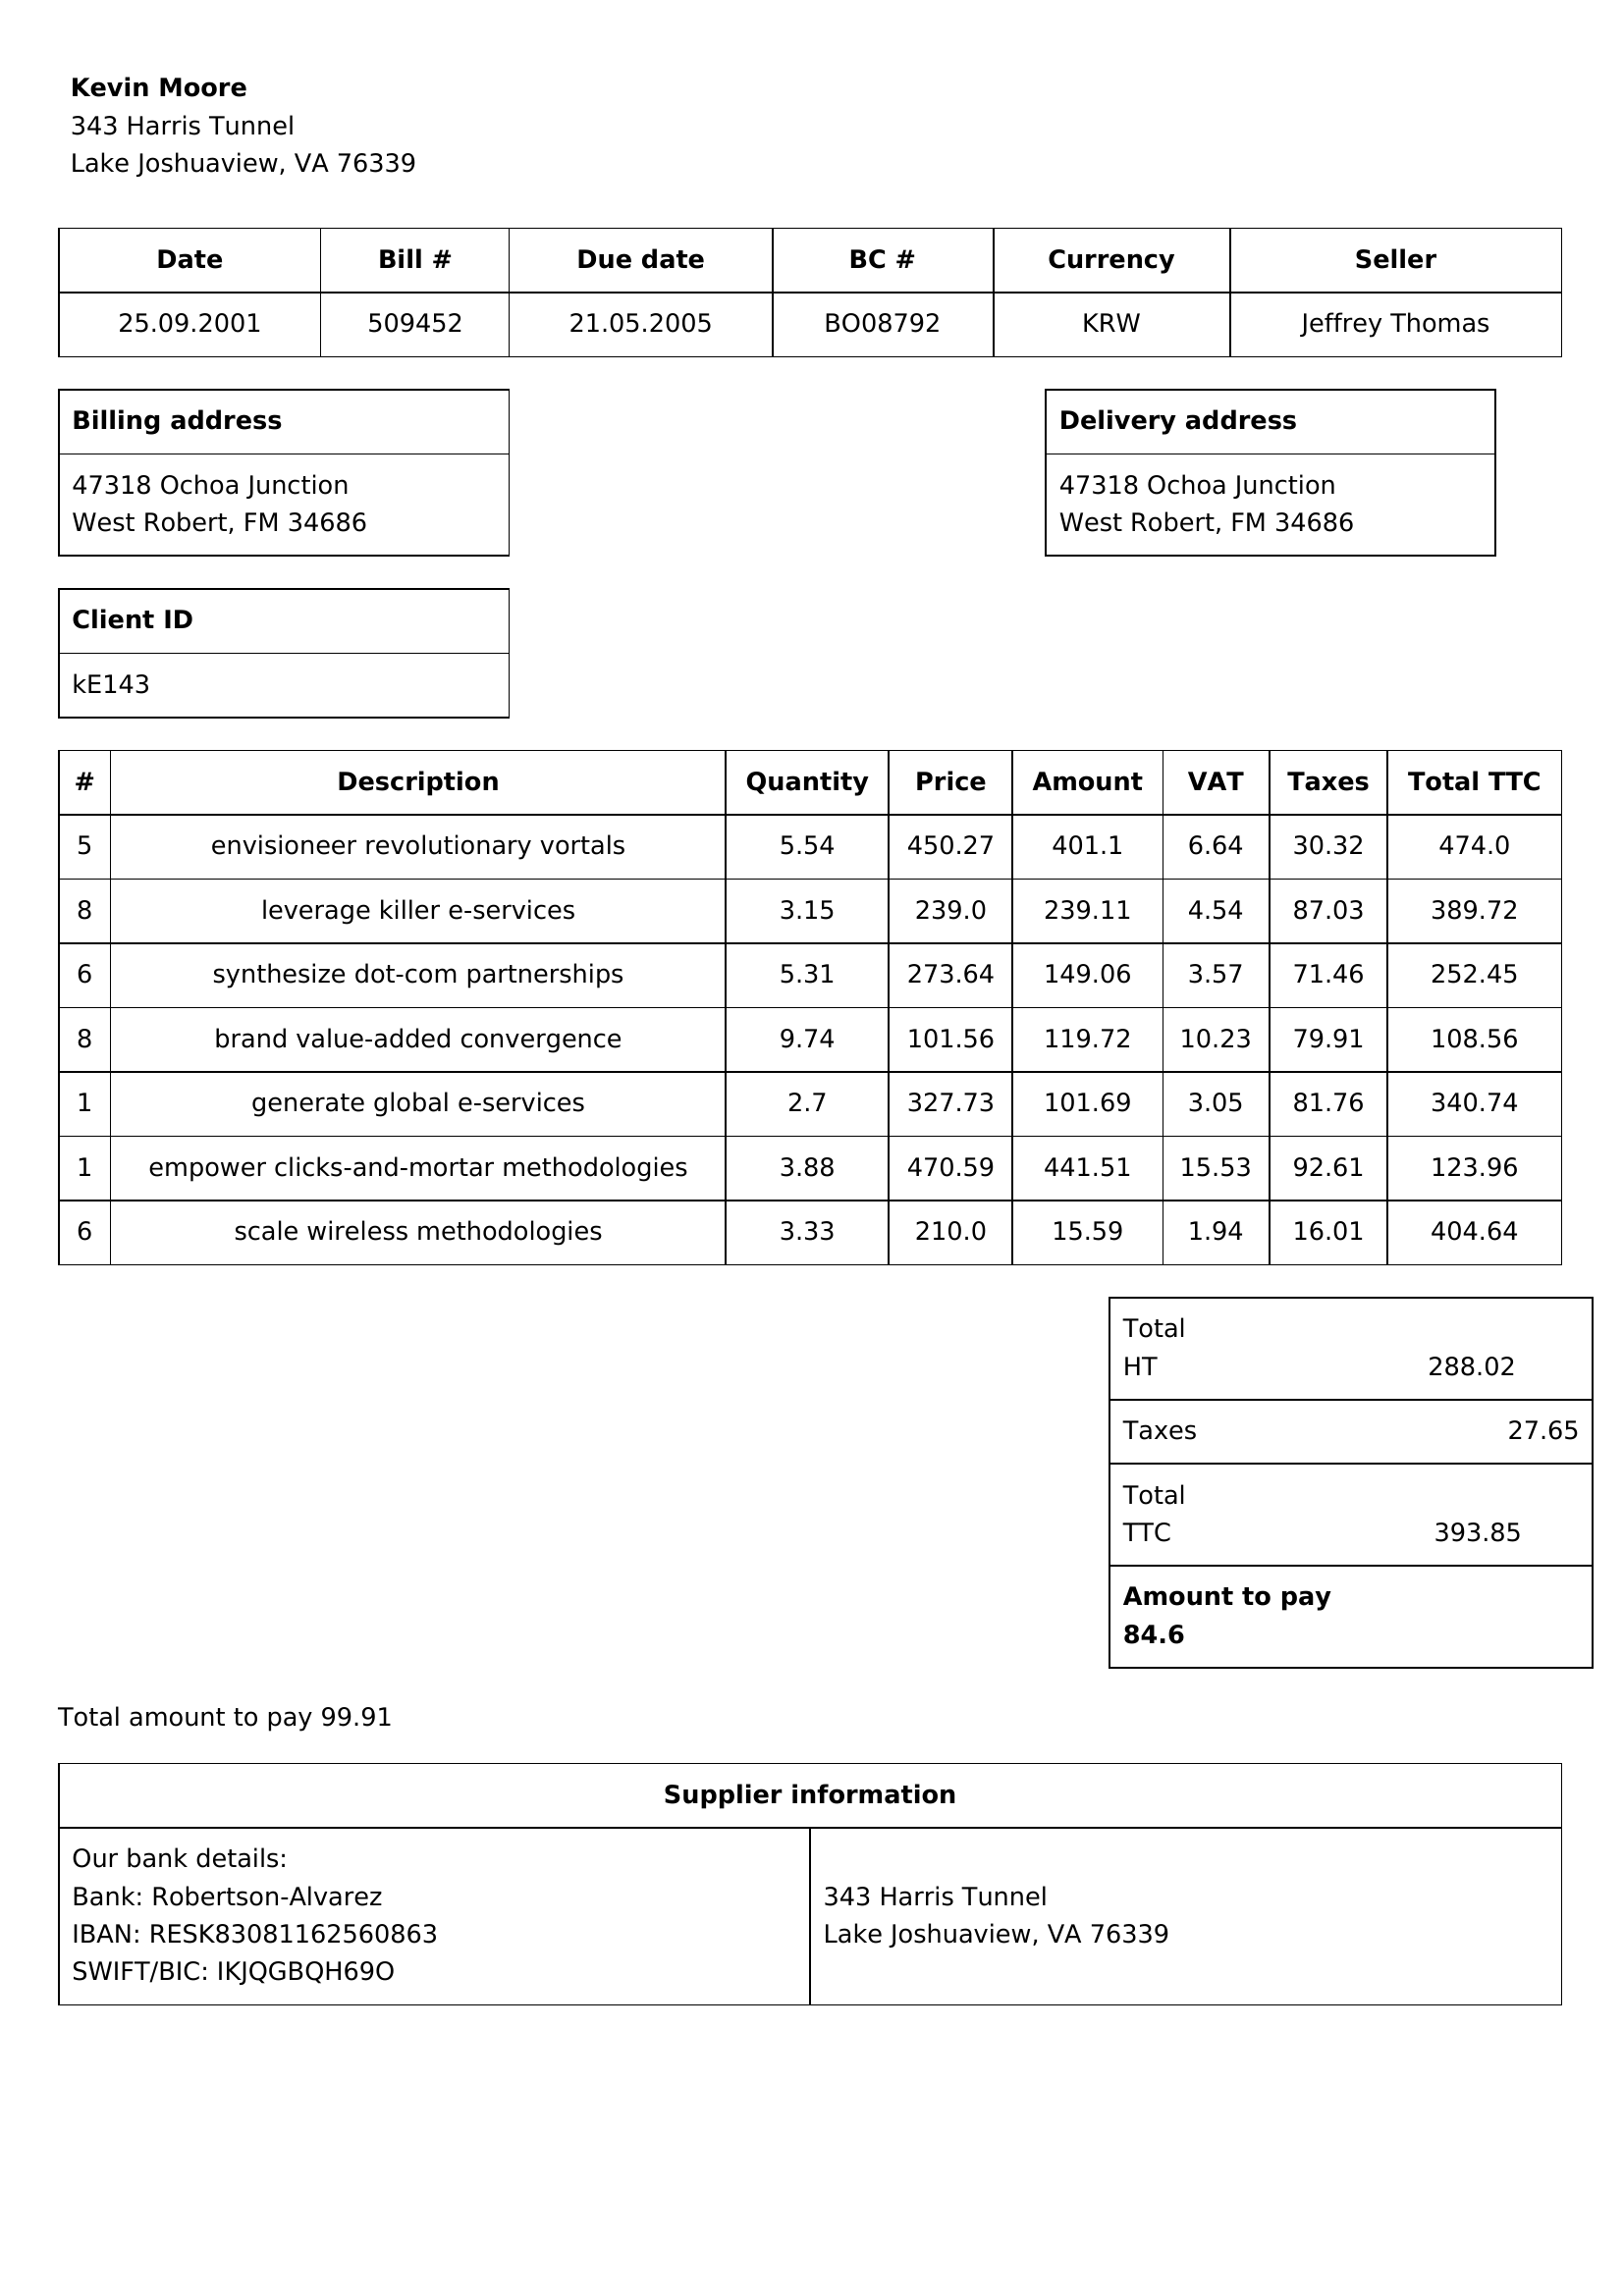 Kevin Moore
343 Harris Tunnel
Lake Joshuaview, VA 76339
Date Bill # Due date BC # Currency Seller
25.09.2001 509452 21.05.2005 BO08792 KRW Jeffrey Thomas
Billing address
47318 Ochoa Junction
West Robert, FM 34686
Delivery address
47318 Ochoa Junction
West Robert, FM 34686
Client ID
kE143
# Description Quantity Price Amount VAT Taxes Total TTC
5 envisioneer revolutionary vortals 5.54 450.27 401.1 6.64 30.32 474.0
8 leverage killer e-services 3.15 239.0 239.11 4.54 87.03 389.72
6 synthesize dot-com partnerships 5.31 273.64 149.06 3.57 71.46 252.45
8 brand value-added convergence 9.74 101.56 119.72 10.23 79.91 108.56
1 generate global e-services 2.7 327.73 101.69 3.05 81.76 340.74
1 empower clicks-and-mortar methodologies 3.88 470.59 441.51 15.53 92.61 123.96
6 scale wireless methodologies 3.33 210.0 15.59 1.94 16.01 404.64
Total
HT 288.02
Taxes 27.65
Total
TTC 393.85
Amount to pay
84.6
Total amount to pay 99.91
Supplier information
Our bank details:
Bank: Robertson-Alvarez
IBAN: RESK83081162560863
SWIFT/BIC: IKJQGBQH69O
343 Harris Tunnel
Lake Joshuaview, VA 76339